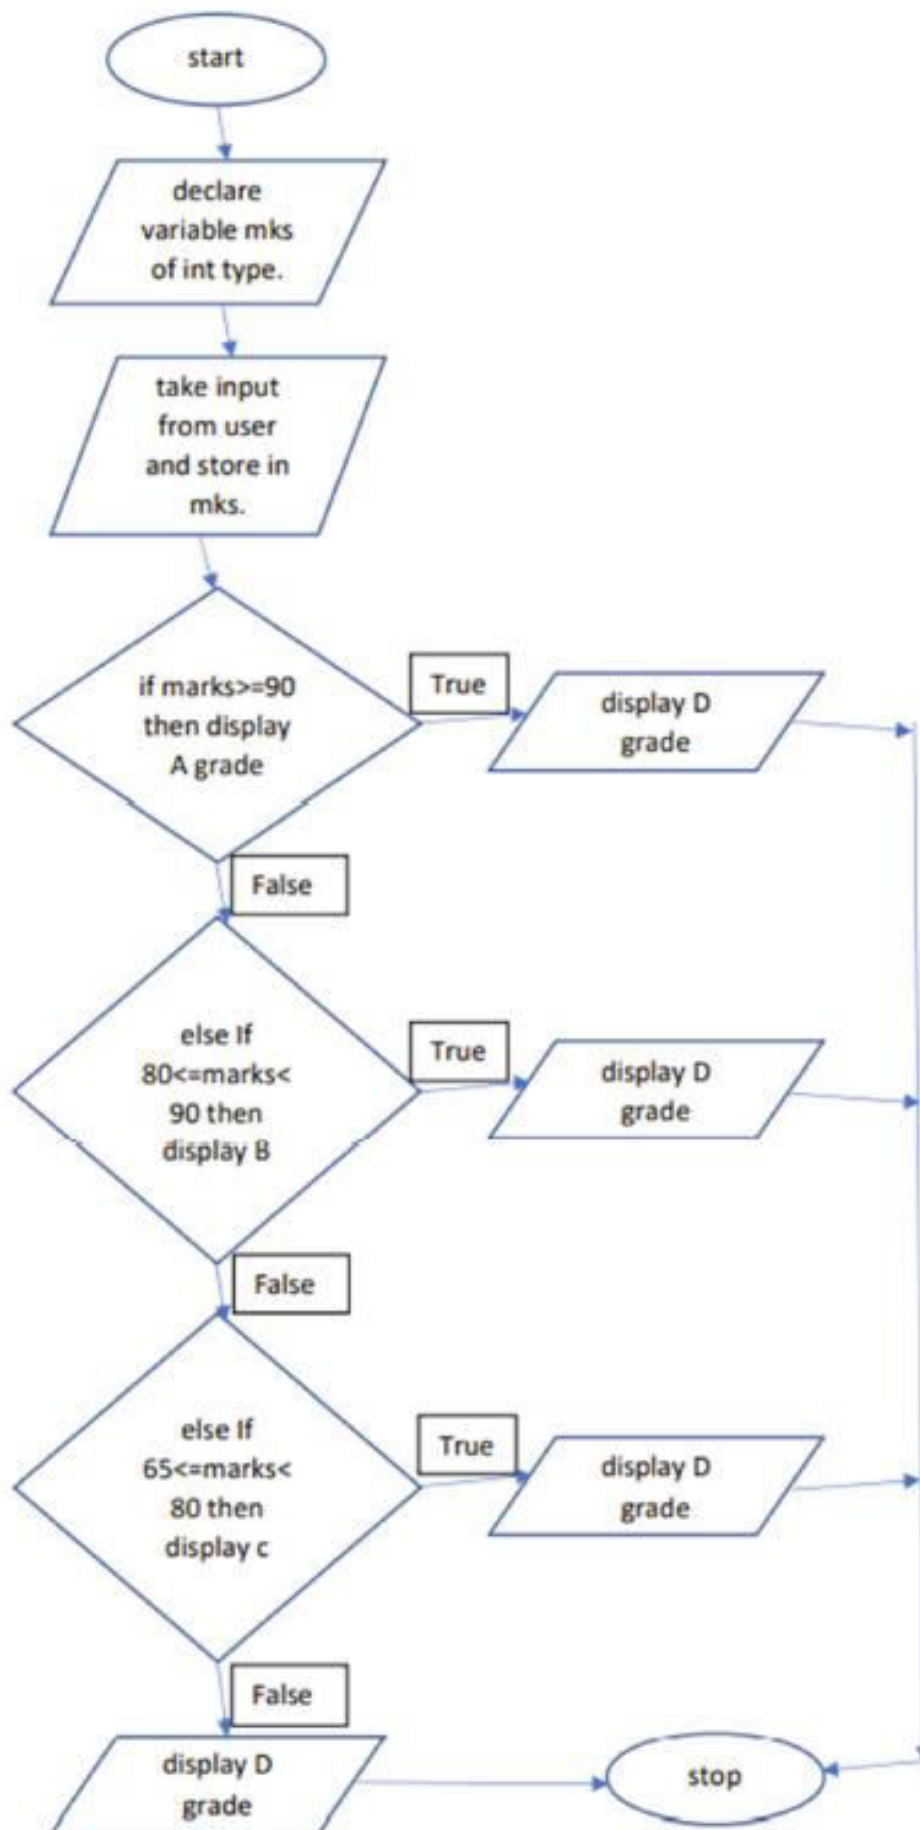 start
declare
variable mks
of int type.
take input
from user
and store in
mks.
if marks>=90
then display
A grade
True
display D
grade
False
else If
80<=marks<
90 then
display B
True
display D
grade
False
else If
65<=marks<
80 then
display c
True
display D
grade
False
display D
grade
stop